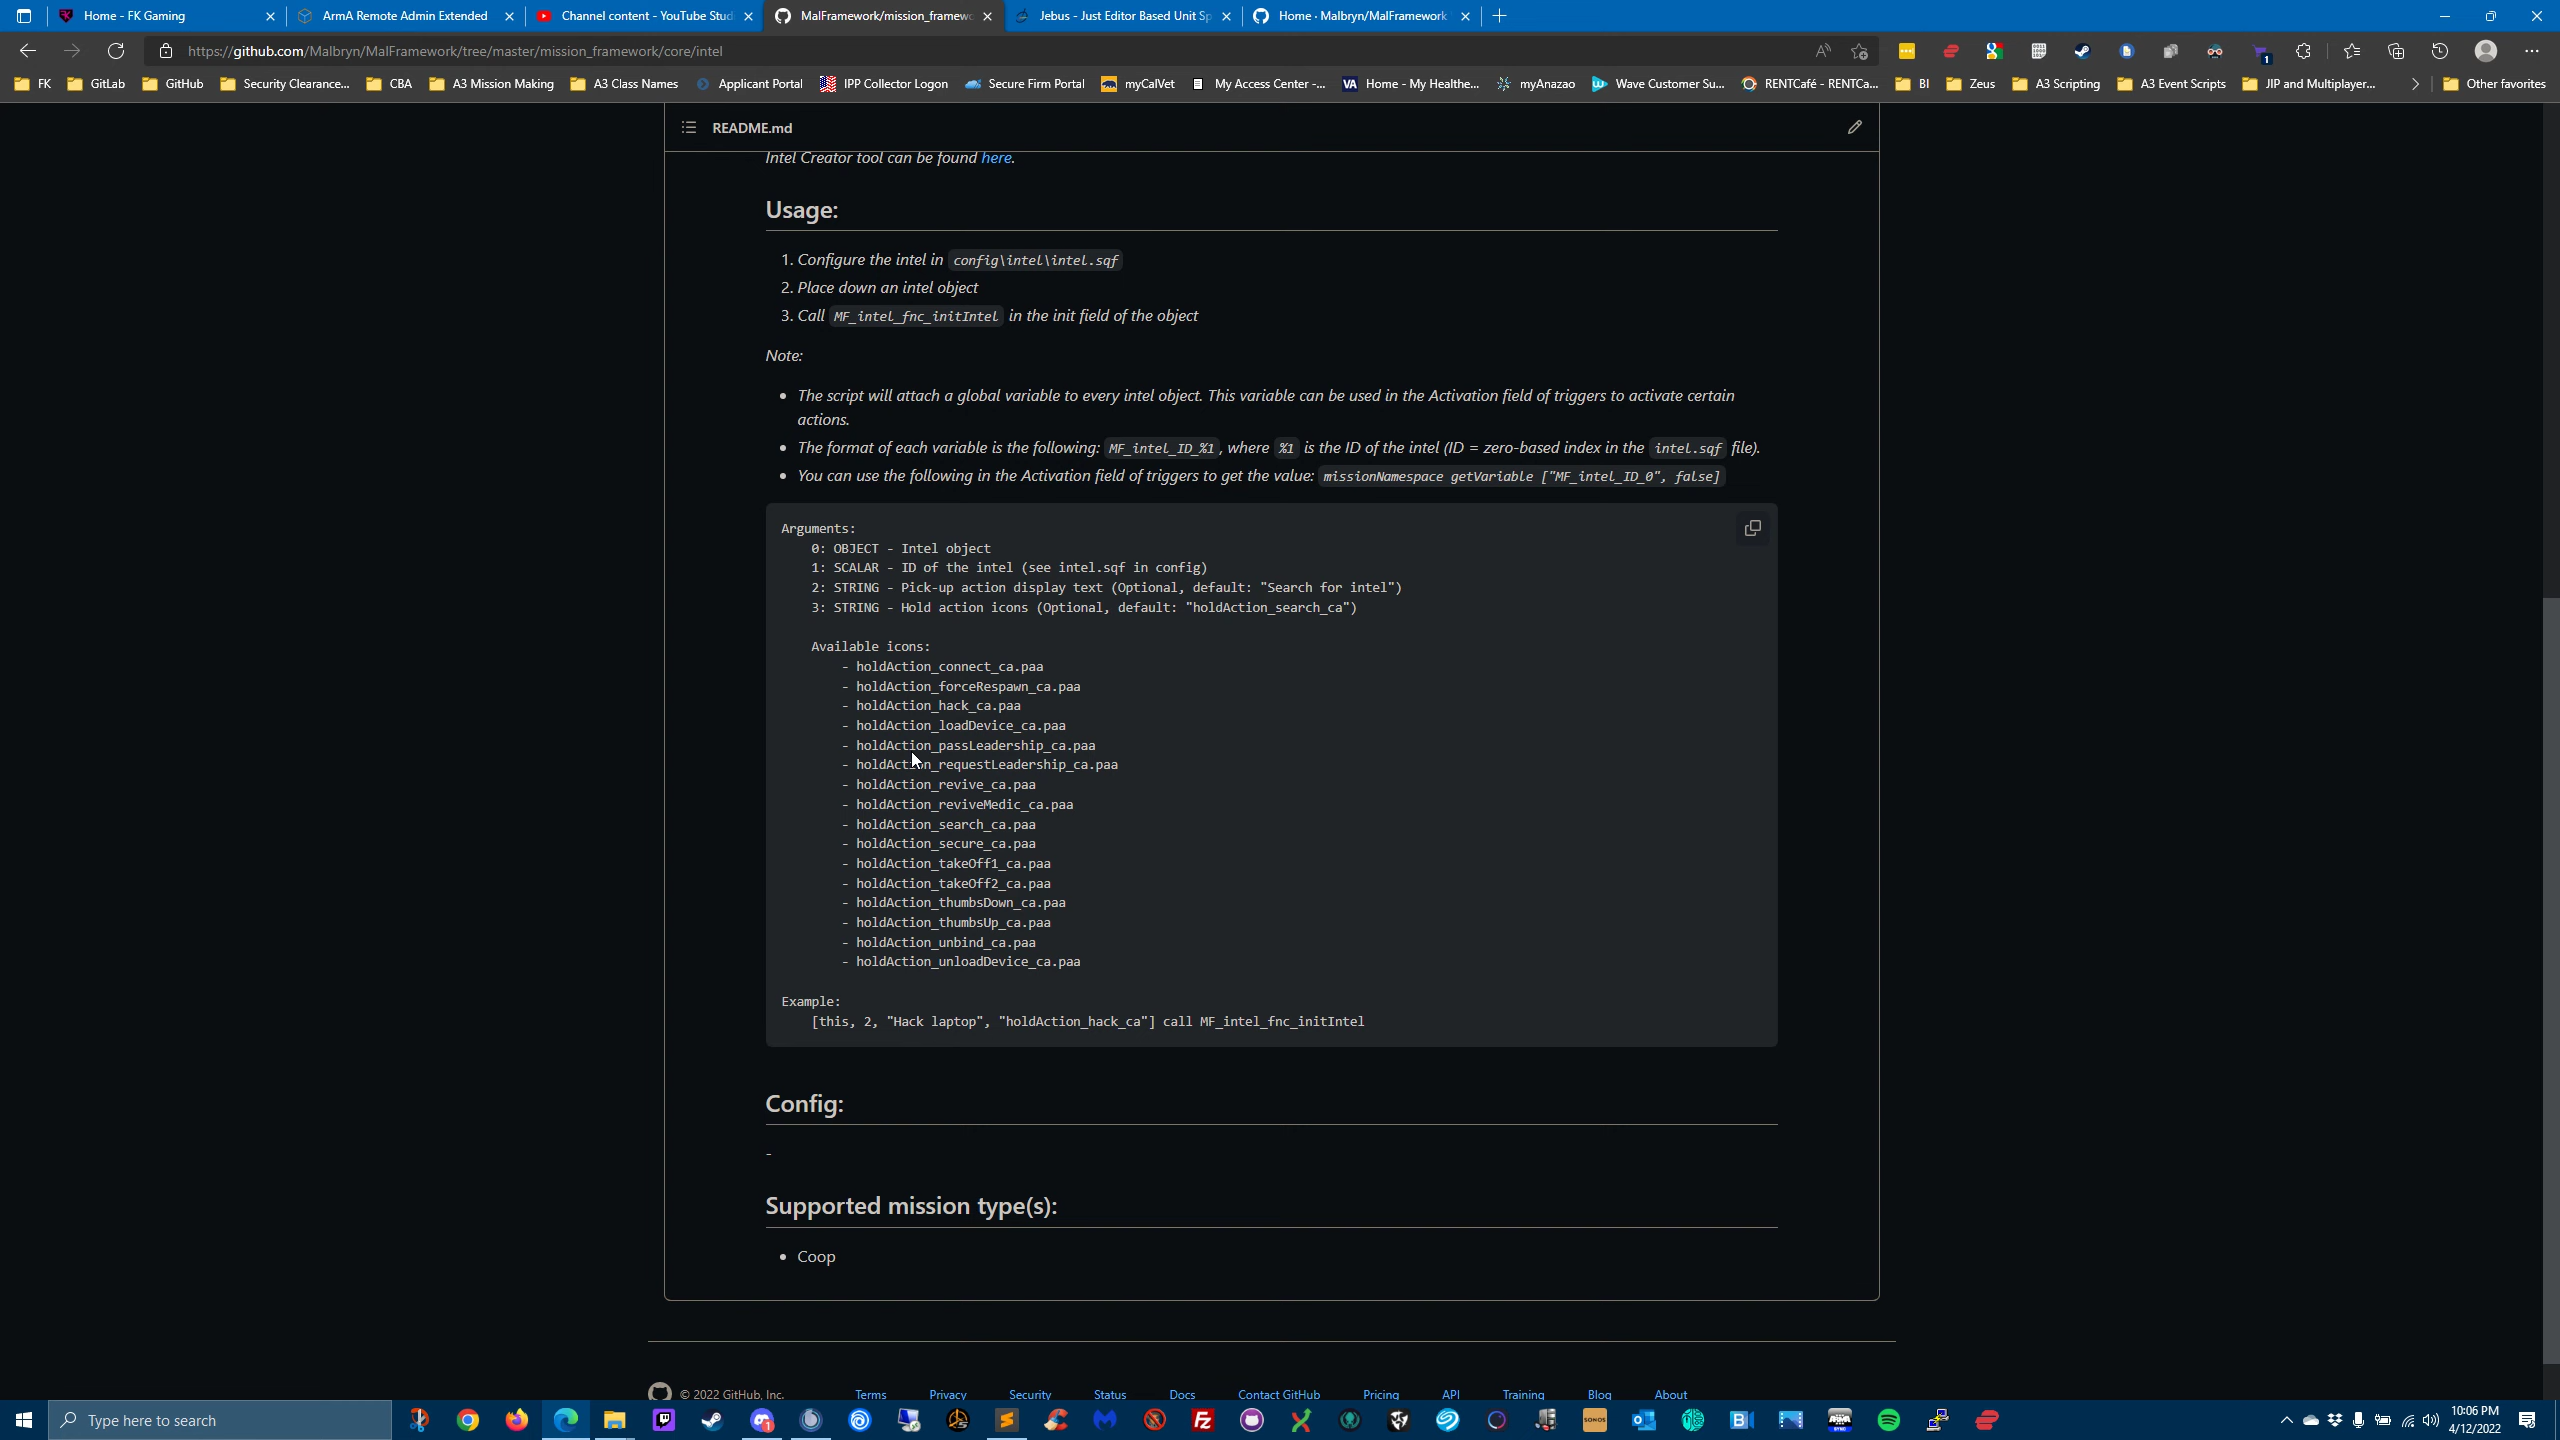 Home - FK Gaming
ArmA Remote Admin Extended
Channel content - YouTube Stud
MalFramework/mission_framew
Jebus - Just Editor Based Unit Sp
Home · Malbryn/MalFramework
https://github.com/Malbryn/MalFramework/tree/master/mission_framework/core/intel
FK
GitLab
GitHub
Security Clearance...
CBA
A3 Mission Making
A3 Class Names
Applicant Portal
IPP Collector Logon
Secure Firm Portal
myCalVet
My Access Center -...
Home - My Healthe...
myAnazao
Wave Customer Su...
RENTCafé - RENTCa...
BI
Zeus
A3 Scripting
A3 Event Scripts
JIP and Multiplayer...
Other favorites
README.md
Intel Creator tool can be found here.
Usage:
1. Configure the intel in config\intel\intel.sqf
2. Place down an intel object
3. Call MF_intel_fnc_initIntel in the init field of the object
Note:
• The script will attach a global variable to every intel object. This variable can be used in the Activation field of triggers to activate certain
actions.
• The format of each variable is the following: MF_intel_ID_%1, where %1 is the ID of the intel (ID = zero-based index in the intel.sqf file).
• You can use the following in the Activation field of triggers to get the value: missionNamespace getVariable ["MF_intel_ID_0", false]
Arguments:
0: OBJECT - Intel object
1: SCALAR - ID of the intel (see intel.sqf in config)
2: STRING - Pick-up action display text (Optional, default: "Search for intel")
3: STRING - Hold action icons (Optional, default: "holdAction_search_ca")
Available icons:
- holdAction_connect_ca.paa
- holdAction_forceRespawn_ca.paa
- holdAction_hack_ca.paa
- holdAction_loadDevice_ca.paa
- holdAction_passLeadership_ca.paa
- holdAction_requestLeadership_ca.paa
- holdAction_revive_ca.paa
- holdAction_reviveMedic_ca.paa
- holdAction_search_ca.paa
- holdAction_secure_ca.paa
- holdAction_takeOff1_ca.paa
- holdAction_takeOff2_ca.paa
- holdAction_thumbsDown_ca.paa
- holdAction_thumbsUp_ca.paa
- holdAction_unbind_ca.paa
- holdAction_unloadDevice_ca.paa
Example:
[this, 2, "Hack laptop", "holdAction_hack_ca"] call MF_intel_fnc_initIntel
Config:
-
Supported mission type(s):
• Coop
© 2022 GitHub, Inc.
Terms
Privacy
Security
Status
Docs
Contact GitHub
Pricing
API
Training
Blog
About
Type here to search
SONOS
10:06 PM
4/12/2022